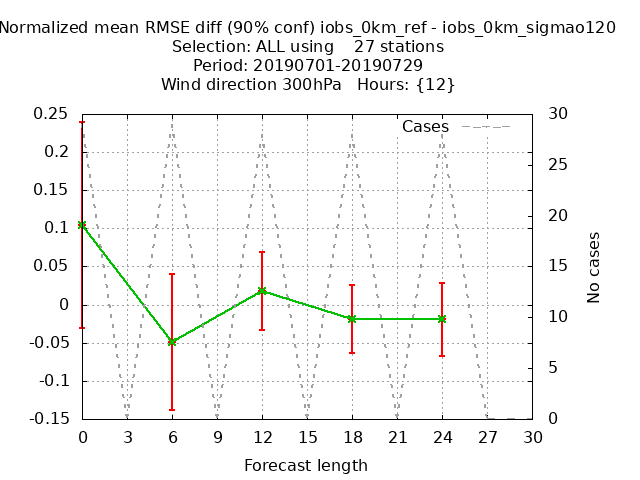 Normalized mean RMSE diff (90% conf) iobs_0km_ref - iobs_0km_sigmao120
Selection: ALL using    27 stations
Period: 20190701-20190729
Wind direction 300hPa   Hours: {12}
Cases
0.25
0.2
0.15
0.1
0.05
0
-0.05
-0.1
-0.15
30
25
20
15
10
5
0
No cases
0 3 6 9 12 15 18 21 24 27 30
Forecast length